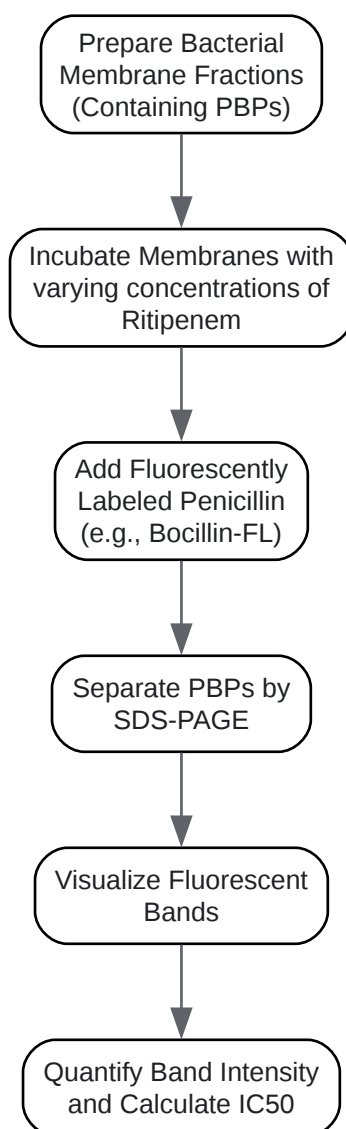 Prepare Bacterial
Membrane Fractions
(Containing PBPs)
Incubate Membranes with
varying concentrations of
Ritipenem
Add Fluorescently
Labeled Penicillin
(e.g., Bocillin-FL)
Separate PBPs by
SDS-PAGE
Visualize Fluorescent
Bands
Quantify Band Intensity
and Calculate IC50